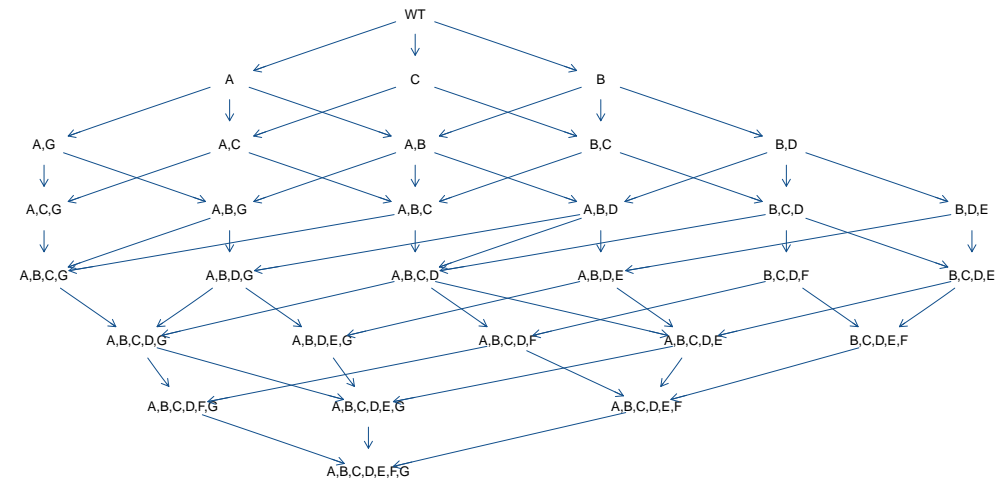 WT
A C B
A,G A,C A,B B,C B,D
A,C,G A,B,G A,B,C A,B,D B,C,D B,D,E
A,B,C,G A,B,D,G A,B,C,D A,B,D,E B,C,D,F B,C,D,E
A,B,C,D,G A,B,D,E,G A,B,C,D,F A,B,C,D,E B,C,D,E,F
A,B,C,D,F,G A,B,C,D,E,G A,B,C,D,E,F
A,B,C,D,E,F,G